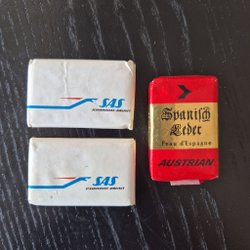 SAS
SCANDINAVIAN AIRLINES
SAS
SCANDINAVIAN AIRLINES
Spanisch
Leder
Peau d'Espagne
AUSTRIAN